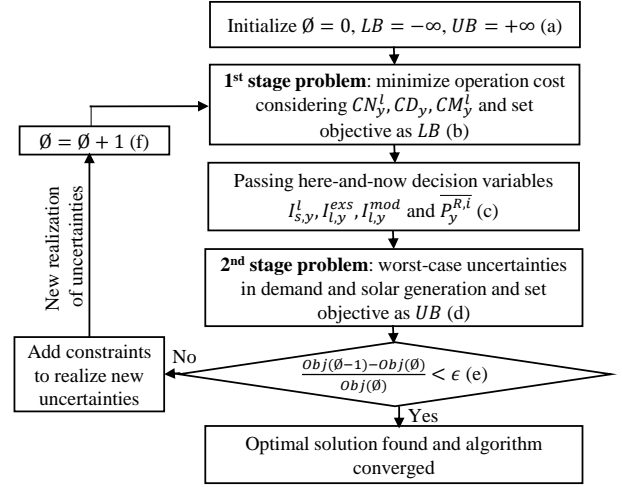 Initialize Ø = 0, LB = −∞, UB = +∞ (a)
1st stage problem: minimize operation cost
considering CN_y^l, CD_y, CM_y^l and set
objective as LB (b)
Ø = Ø + 1 (f)
Passing here-and-now decision variables
I_{s,y}^l, I_{l,y}^{exs}, I_{l,y}^{mod} and \overline{P_y^{R,i}} (c)
New realization
of uncertainties
2nd stage problem: worst-case uncertainties
in demand and solar generation and set
objective as UB (d)
Add constraints
to realize new
uncertainties
No
\frac{Obj(Ø−1)−Obj(Ø)}{Obj(Ø)} < ϵ (e)
Yes
Optimal solution found and algorithm
converged